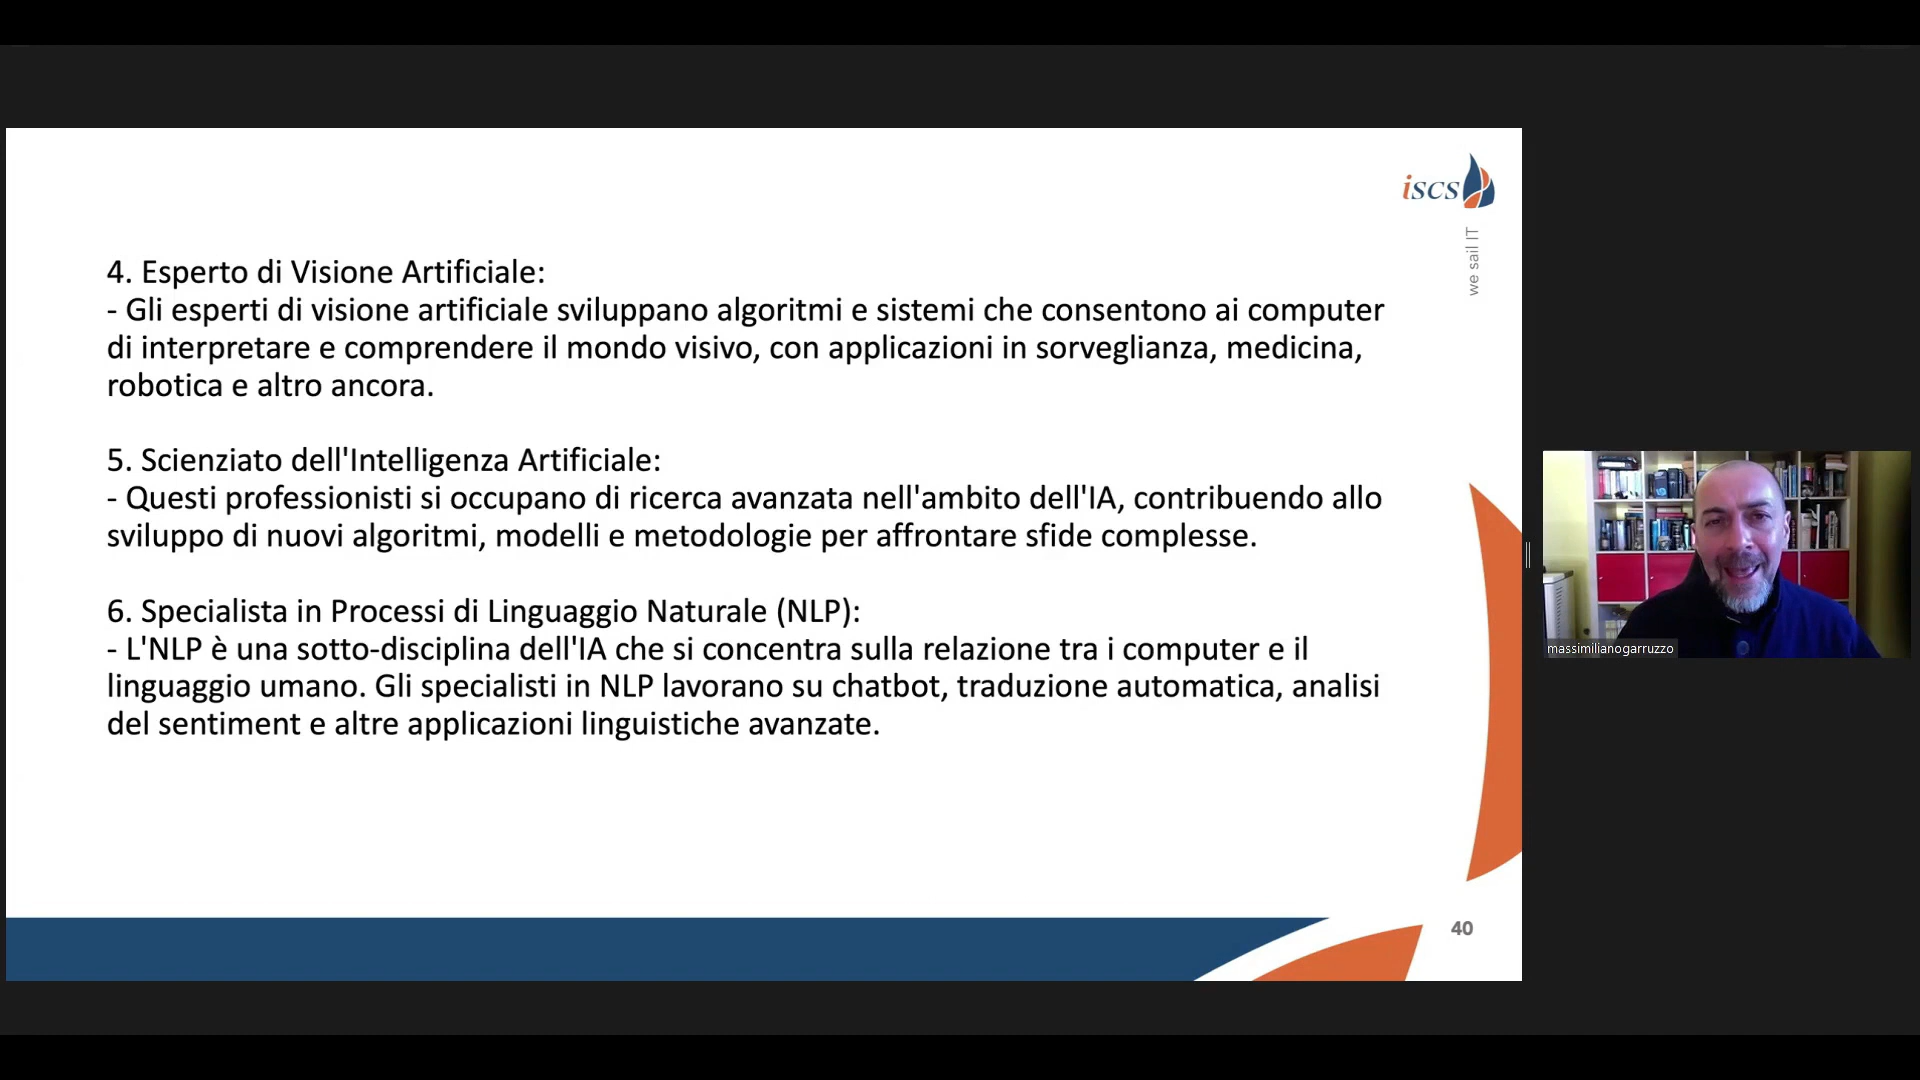 iscs
we sail IT
4. Esperto di Visione Artificiale:
- Gli esperti di visione artificiale sviluppano algoritmi e sistemi che consentono ai computer
di interpretare e comprendere il mondo visivo, con applicazioni in sorveglianza, medicina,
robotica e altro ancora.
5. Scienziato dell'Intelligenza Artificiale:
- Questi professionisti si occupano di ricerca avanzata nell'ambito dell'IA, contribuendo allo
sviluppo di nuovi algoritmi, modelli e metodologie per affrontare sfide complesse.
6. Specialista in Processi di Linguaggio Naturale (NLP):
- L'NLP è una sotto-disciplina dell'IA che si concentra sulla relazione tra i computer e il
linguaggio umano. Gli specialisti in NLP lavorano su chatbot, traduzione automatica, analisi
del sentiment e altre applicazioni linguistiche avanzate.
40
massimilianogarruzzo